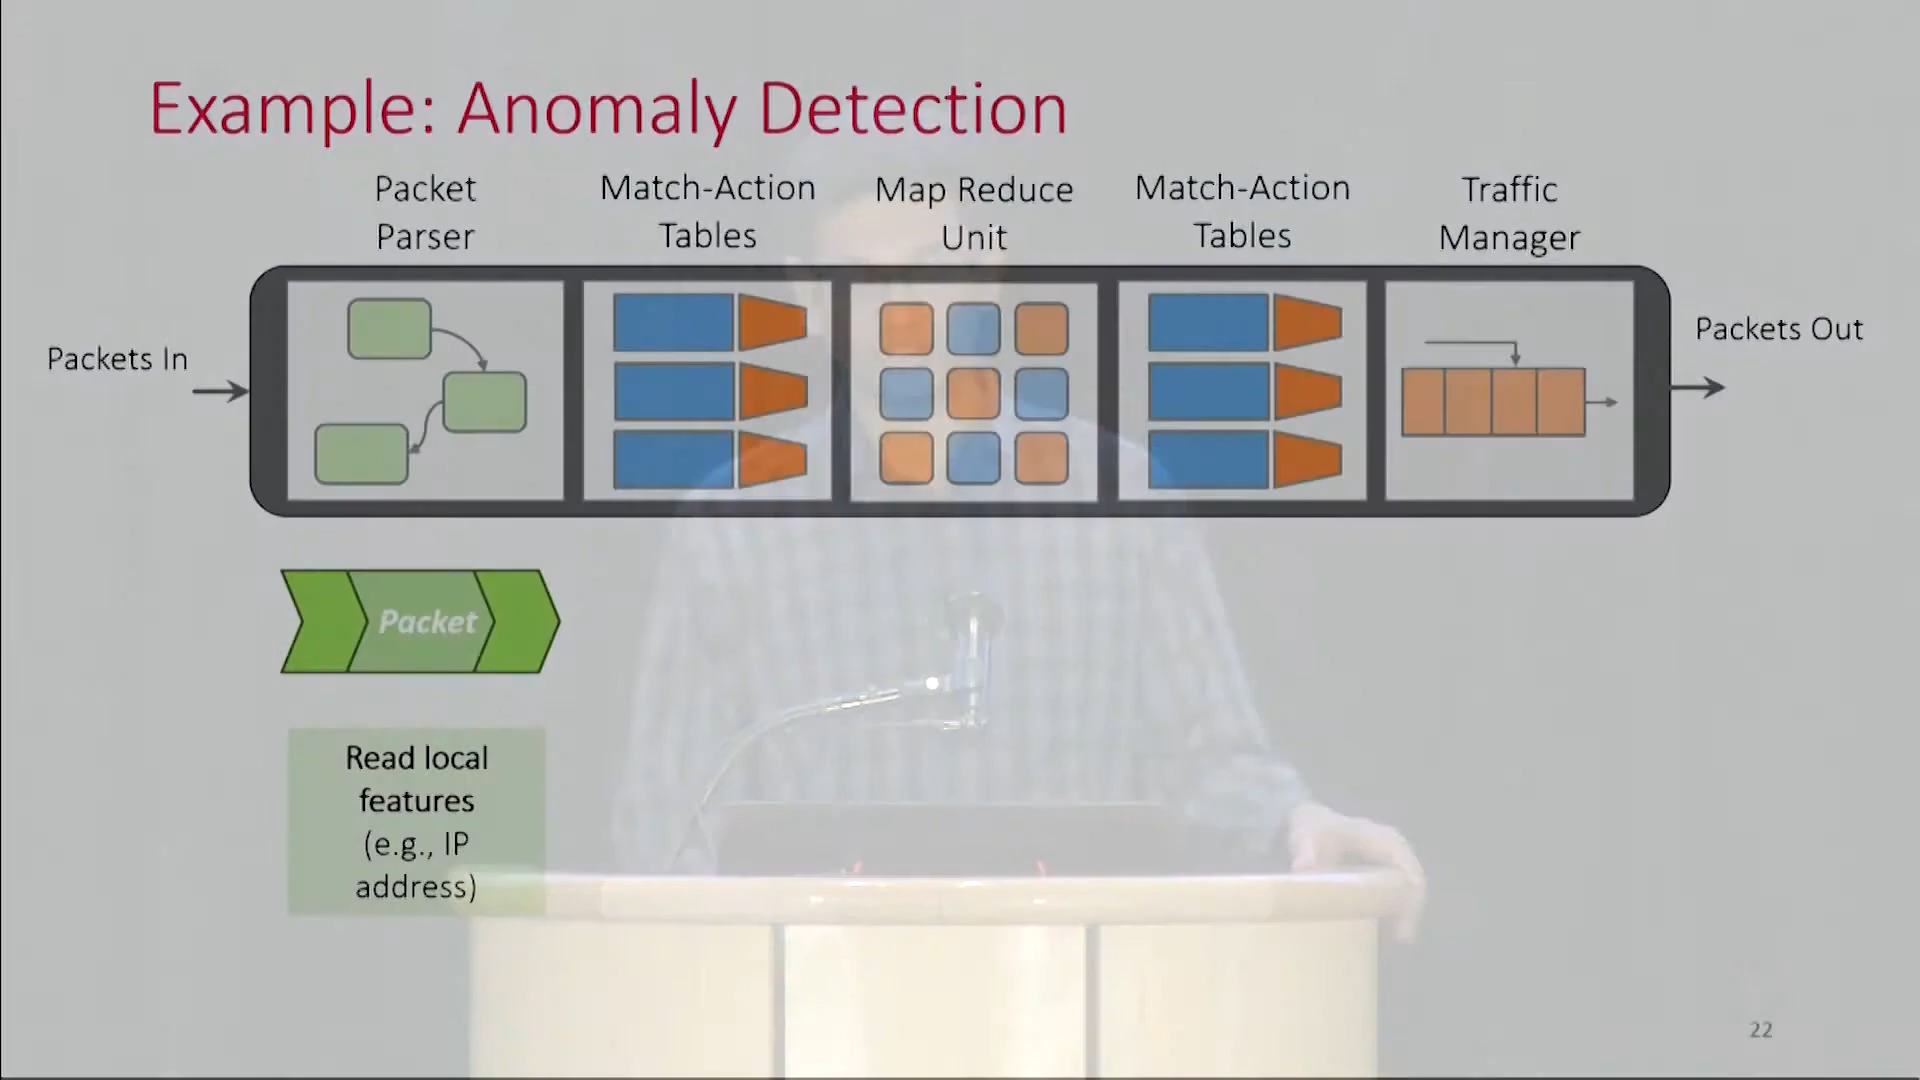 Example: Anomaly Detection
Packet
Parser
Match-Action
Tables
Map Reduce
Unit
Match-Action
Tables
Traffic
Manager
Packets In
Packets Out
Packet
Read local
features
(e.g., IP
address)
22